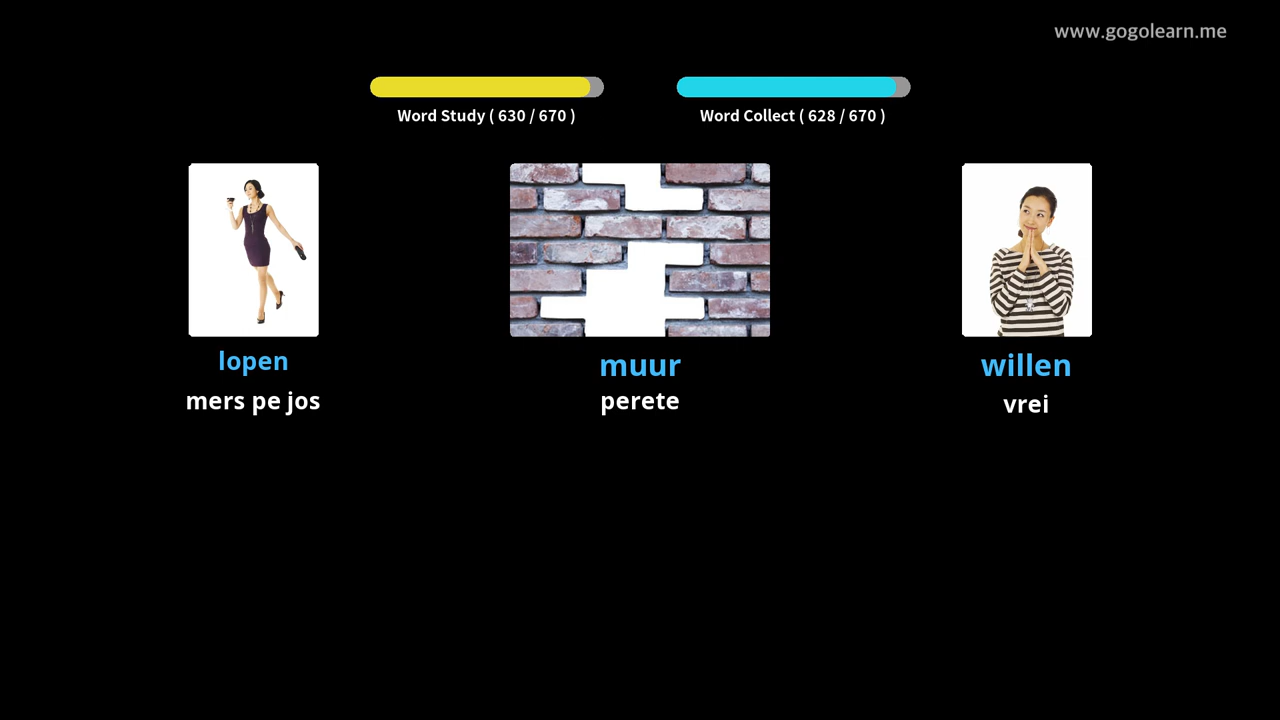 www.gogolearn.me
Word Study ( 630 / 670 )
Word Collect ( 628 / 670 )
lopen
mers pe jos
muur
perete
willen
vrei